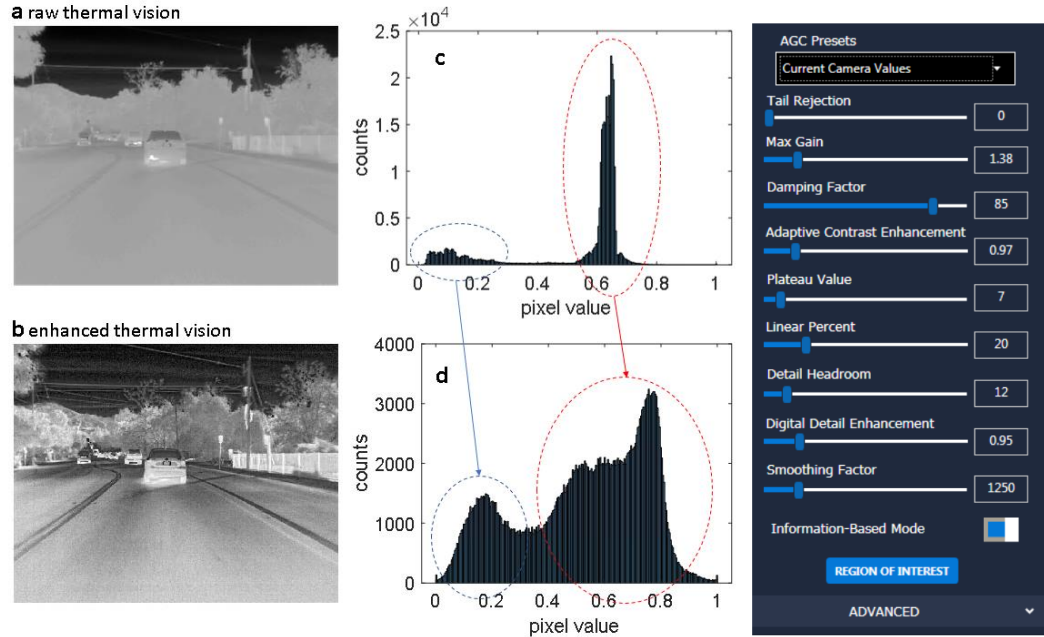 a raw thermal vision
b enhanced thermal vision
×10⁴
c
2.5
2
1.5
1
0.5
0
counts
0 0.2 0.4 0.6 0.8 1
pixel value
d
4000
3000
2000
1000
0
counts
0 0.2 0.4 0.6 0.8 1
pixel value
AGC Presets
Current Camera Values
Tail Rejection
0
Max Gain
1.38
Damping Factor
85
Adaptive Contrast Enhancement
0.97
Plateau Value
7
Linear Percent
20
Detail Headroom
12
Digital Detail Enhancement
0.95
Smoothing Factor
1250
Information-Based Mode
REGION OF INTEREST
ADVANCED